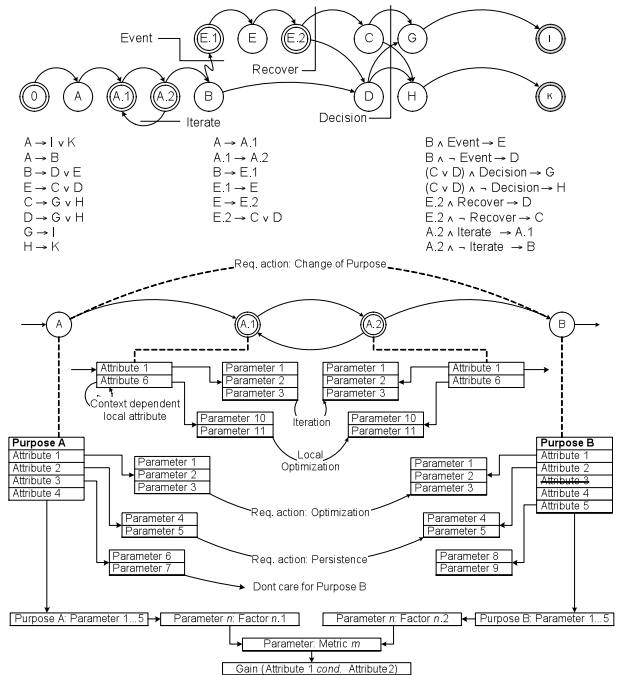 E.1
E
E.2
C
G
I
Event
Recover
0
A
A.1
A.2
B
D
H
K
Iterate
Decision
A → I v K
A → B
B → D v E
E → C v D
C → G v H
D → G v H
G → I
H → K
A → A.1
A.1 → A.2
B → E.1
E.1 → E
E → E.2
E.2 → C v D
B ∧ Event → E
B ∧ ¬ Event → D
(C v D) ∧ Decision → G
(C v D) ∧ ¬ Decision → H
E.2 ∧ Recover → D
E.2 ∧ ¬ Recover → C
A.2 ∧ Iterate → A.1
A.2 ∧ ¬ Iterate → B
Req. action: Change of Purpose
A
A.1
A.2
B
Attribute 1
Attribute 6
Context dependent
local attribute
Parameter 1
Parameter 2
Parameter 3
Parameter 1
Parameter 2
Parameter 3
Attribute 1
Attribute 6
Iteration
Parameter 10
Parameter 11
Parameter 10
Parameter 11
Local
Optimization
Purpose A
Attribute 1
Attribute 2
Attribute 3
Attribute 4
Parameter 1
Parameter 2
Parameter 3
Parameter 1
Parameter 2
Parameter 3
Purpose B
Attribute 1
Attribute 2
Attribute 3
Attribute 4
Attribute 5
Req. action: Optimization
Parameter 4
Parameter 5
Parameter 4
Parameter 5
Req. action: Persistence
Parameter 6
Parameter 7
Parameter 8
Parameter 9
Dont care for Purpose B
Purpose A: Parameter 1...5
Parameter n: Factor n.1
Parameter n: Factor n.2
Purpose B: Parameter 1...5
Parameter: Metric m
Gain (Attribute 1 cond. Attribute2)